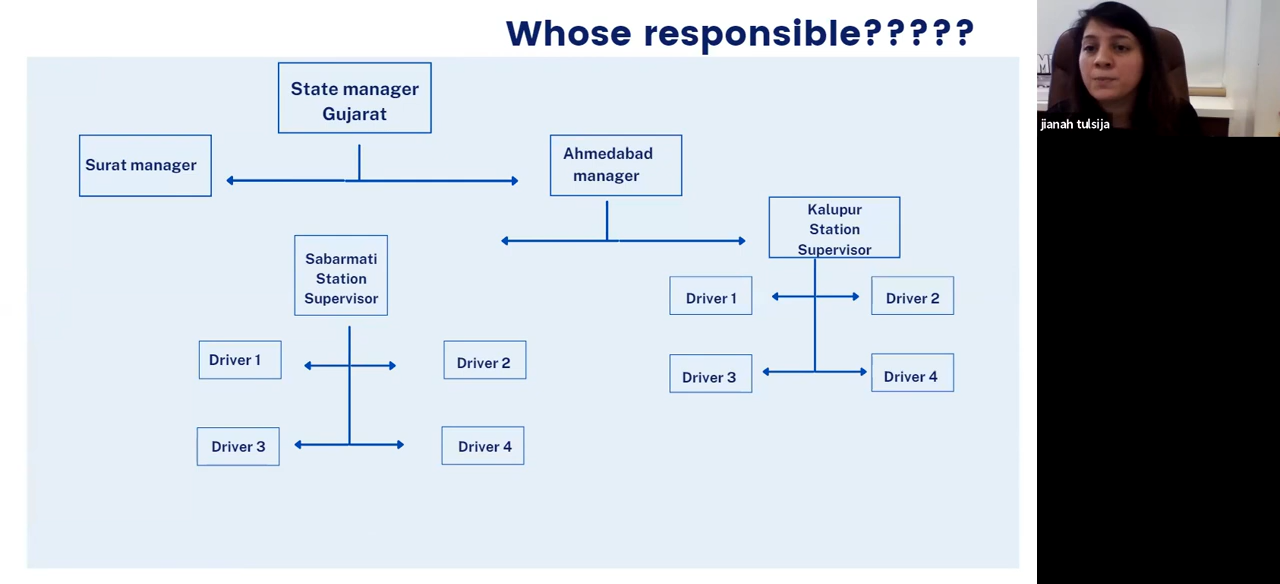 Whose responsible?????
State manager
Gujarat
Surat manager
Ahmedabad
manager
Kalupur
Station
Supervisor
Sabarmati
Station
Supervisor
Driver 1
Driver 2
Driver 3
Driver 4
Driver 1
Driver 2
Driver 3
Driver 4
jianah tulsija